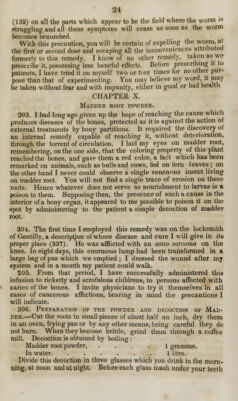 24
(139) on all the parts which appear to be the field where the worm is
struggling and all these symptoms will cease as soon as the worm
becomes benumbed.
With this precaution, you will be certain of expelling the worm, at
the first or second dose and escaping all the inconveniences attributed
formerly to this remedy. I know of no other remedy, taken as we
prescribe it, possessing less baneful effects. Before prescribing it to
patients, I have tried it on myself two or tree times for no other pur-
pose than that of experimenting. You may believe my word, it may
be taken without fear and with impunity, either in good or bad health
CHAPTER X.
MADDER ROOT POWDER.
203. I had long ago given up the hope of reaching the cause which
produces diseases of the bones, protected as it is against the action of
external treatments by bony partitions. It required the discovery of
an internal remedy capable of reaching it, without deterioration,
through the torrent of circulation. I laid my eyes on madder root,
remembering, on the one side, that the coloring property of this plant
reached the bones, and gave them a red color, a fact which has been
remarked on animals, such as bulls and cows, fed on fera leaves; on
the other hand I never could observe a single venemous insect living
on madder root. You will not find a single trace of erosion on these
roots. Hence whatever does not serve as nourishment to larvas is a
poison to them. Supposing then, the presence of such a cause in the
interior of a bony organ, it appeared to me possible to poison it on the
spot by administering to the patient a simple decoction of madder
root.
204. The first time I employed this remedy was on the locksmith
of Gentilly, a description of whose disease and cure I will give in its
proper place (337). He was afflicted with an asteo sarcoma on the
knee. In eight days, this enormous lump had been transformed in a
large bag of pus which we emptied; I dressed the wound after my
system and in a month my patient could walk.
205. From that period, I have successfully administered this
infusion to ricketty and scrofulous childrens, to persons affected with
caries of the bones. I invite physicians to try it themselves in all
cases of cancerous affections, bearing in mind the precautions I
will indicate.
206. PREPARATION OF THE POWDER AND DECOCTION OF MAD-
DER.—Cut the roots in small pieces of about half an inch, dry them
in an oven, frying pan or by any other means, being careful they do
not burn. When they become brittle, grind them through a coffee
mill. Decoction is obtained by boiling:
Madder root powder, . . . . 1 gramme.
In water. . . . . . 1 litre.
Divide this decoction in three glasses which you drink in the morn-
ning, at noon and at night. Before each glass mash under your teeth